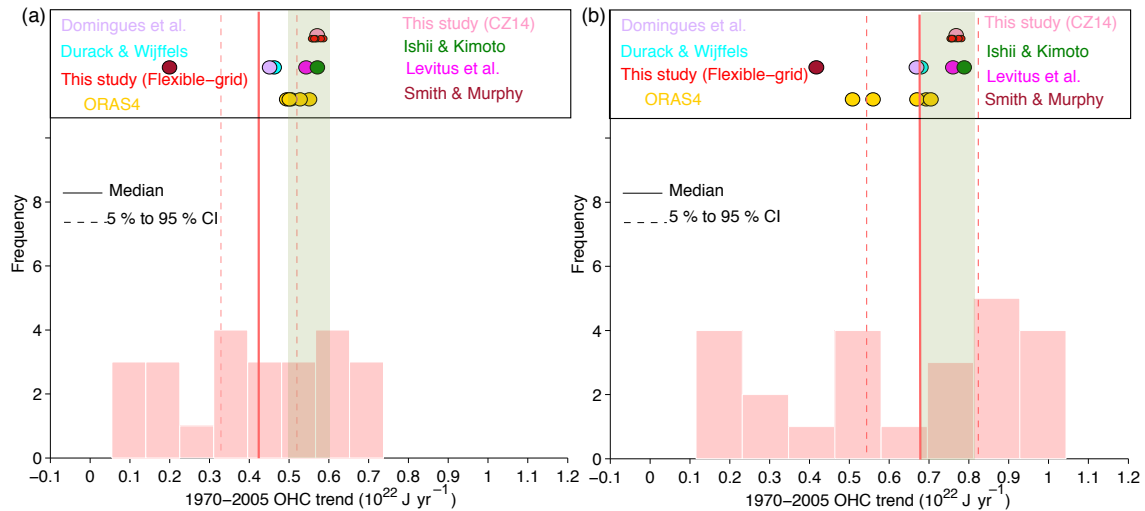 (a)
Domingues et al.
Durack & Wijffels
This study (Flexible−grid)
ORAS4
This study (CZ14)
Ishii & Kimoto
Levitus et al.
Smith & Murphy
Median
5 % to 95 % CI
Frequency
8
6
4
2
0
−0.1 0 0.1 0.2 0.3 0.4 0.5 0.6 0.7 0.8 0.9 1 1.1 1.2
1970−2005 OHC trend (10²² J yr⁻¹)
(b)
Domingues et al.
Durack & Wijffels
This study (Flexible−grid)
ORAS4
This study (CZ14)
Ishii & Kimoto
Levitus et al.
Smith & Murphy
Median
5 % to 95 % CI
Frequency
8
6
4
2
0
−0.1 0 0.1 0.2 0.3 0.4 0.5 0.6 0.7 0.8 0.9 1 1.1 1.2
1970−2005 OHC trend (10²² J yr⁻¹)